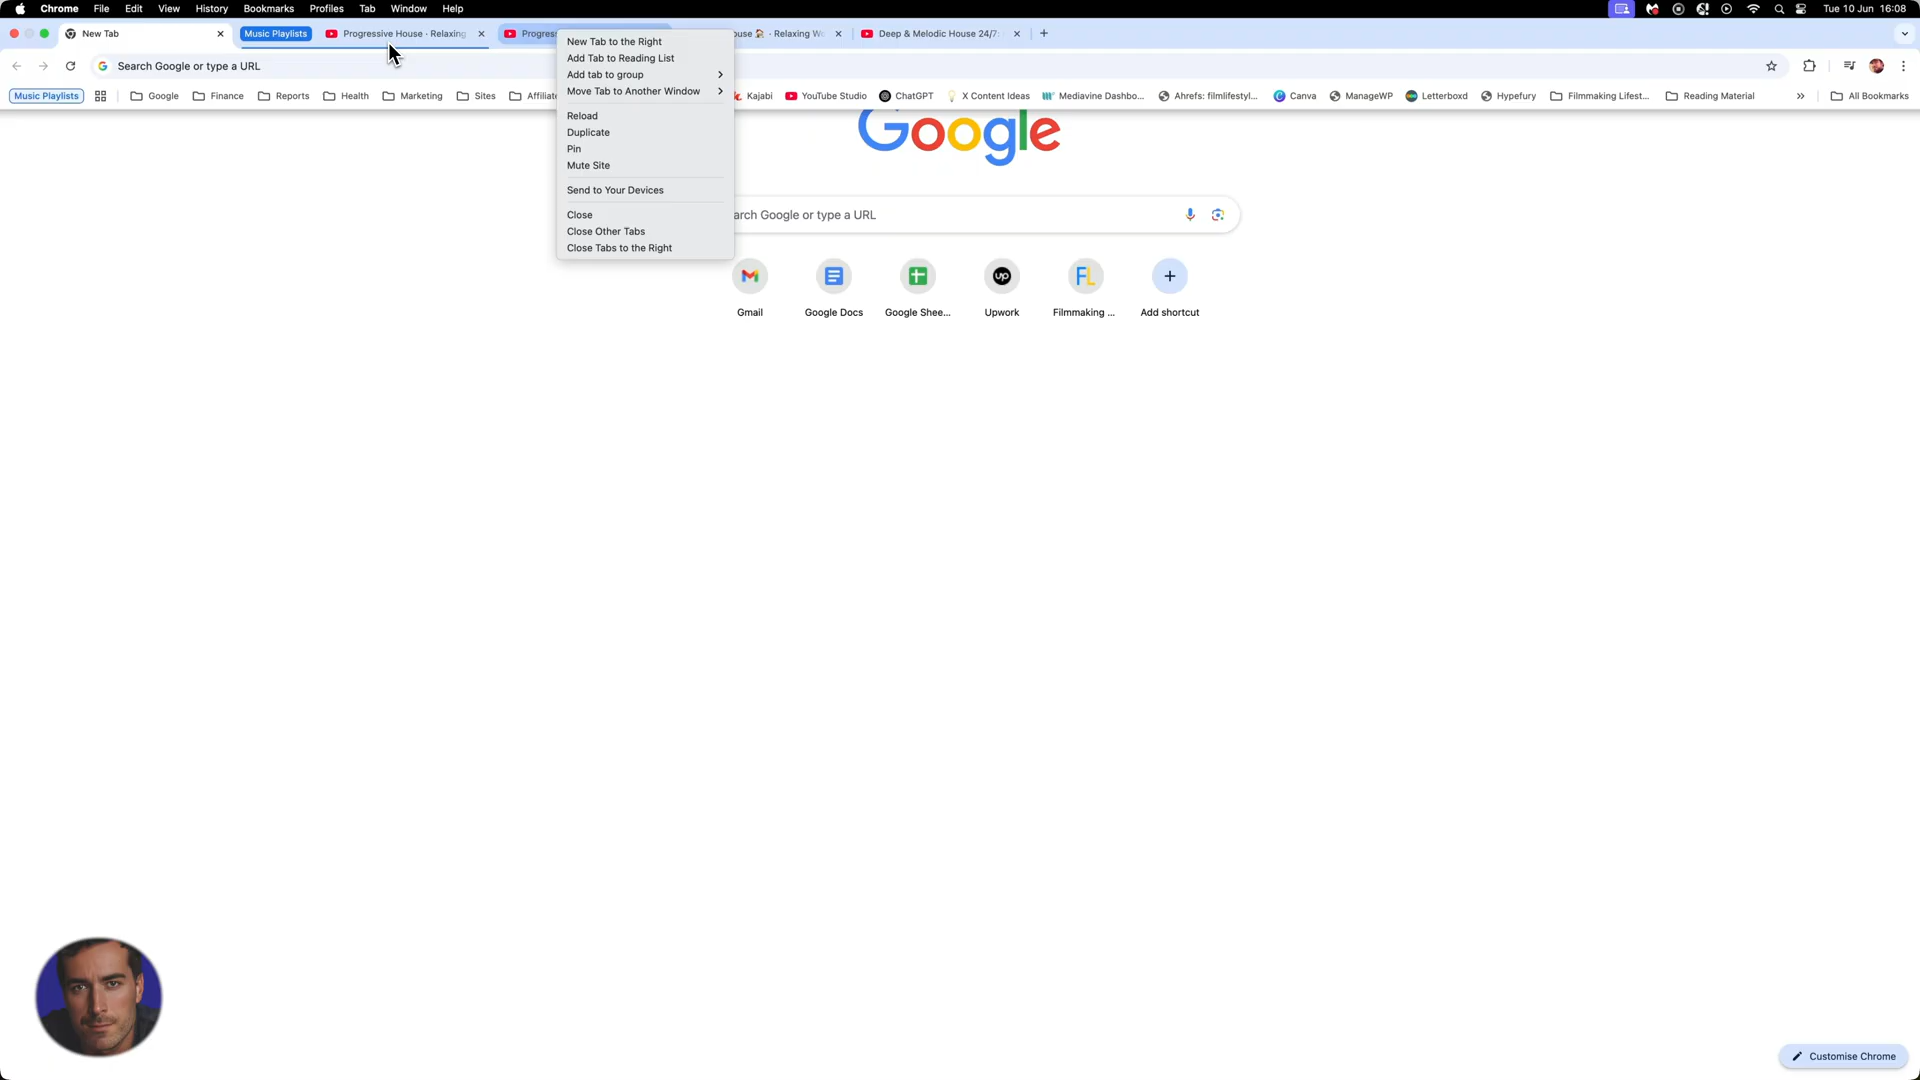 Chrome File Edit View History Bookmarks Profiles Tab Window Help Tue 10 Jun 16:08
New Tab Music Playlists Progressive House · Relaxing ouse 🏠 · Relaxing Wo Deep & Melodic House 24/7:
Search Google or type a URL
Music Playlists Google Finance Reports Health Marketing Sites Kajabi YouTube Studio ChatGPT X Content Ideas Mediavine Dashbo... Ahrefs: filmlifestyl... Canva ManageWP Letterboxd Hypefury Filmmaking Lifest... Reading Material » All Bookmarks
New Tab to the Right
Add Tab to Reading List
Add tab to group
Move Tab to Another Window
Reload
Duplicate
Pin
Mute Site
Send to Your Devices
Close
Close Other Tabs
Close Tabs to the Right
Google
arch Google or type a URL
Gmail Google Docs Google Shee... Upwork Filmmaking ... Add shortcut
Customise Chrome